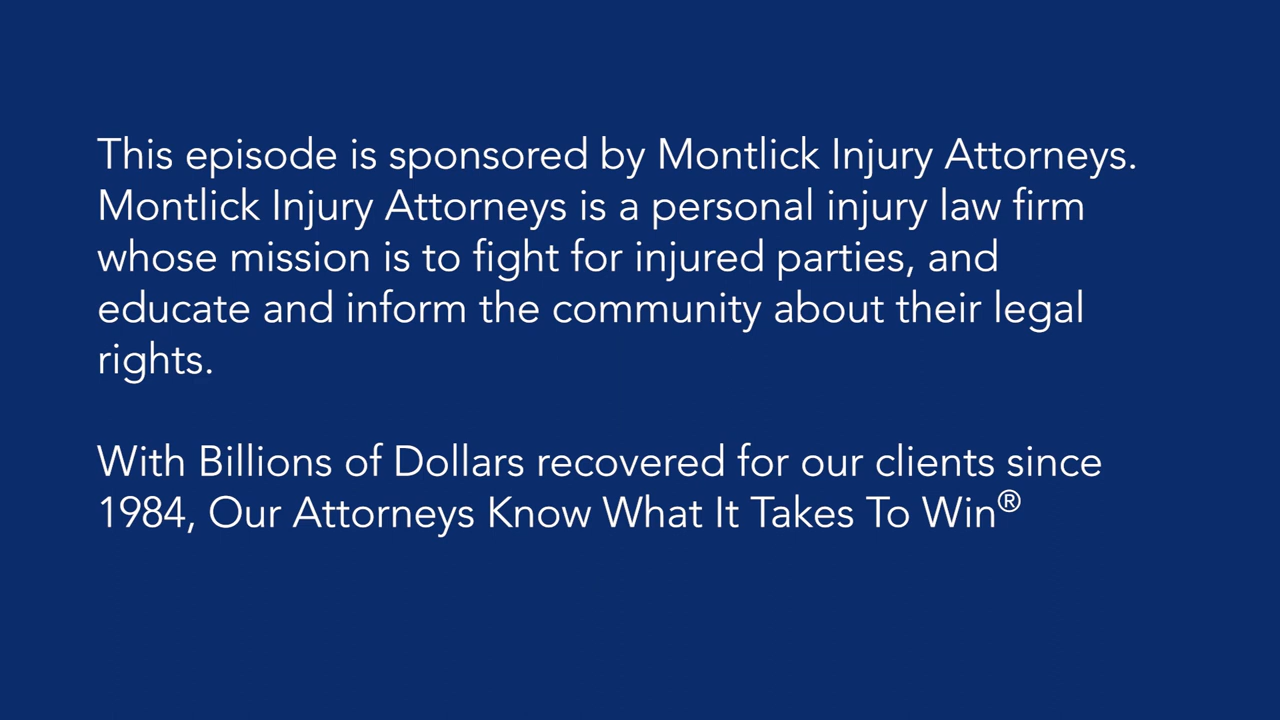 This episode is sponsored by Montlick Injury Attorneys.
Montlick Injury Attorneys is a personal injury law firm
whose mission is to fight for injured parties, and
educate and inform the community about their legal
rights.
With Billions of Dollars recovered for our clients since
1984, Our Attorneys Know What It Takes To Win®